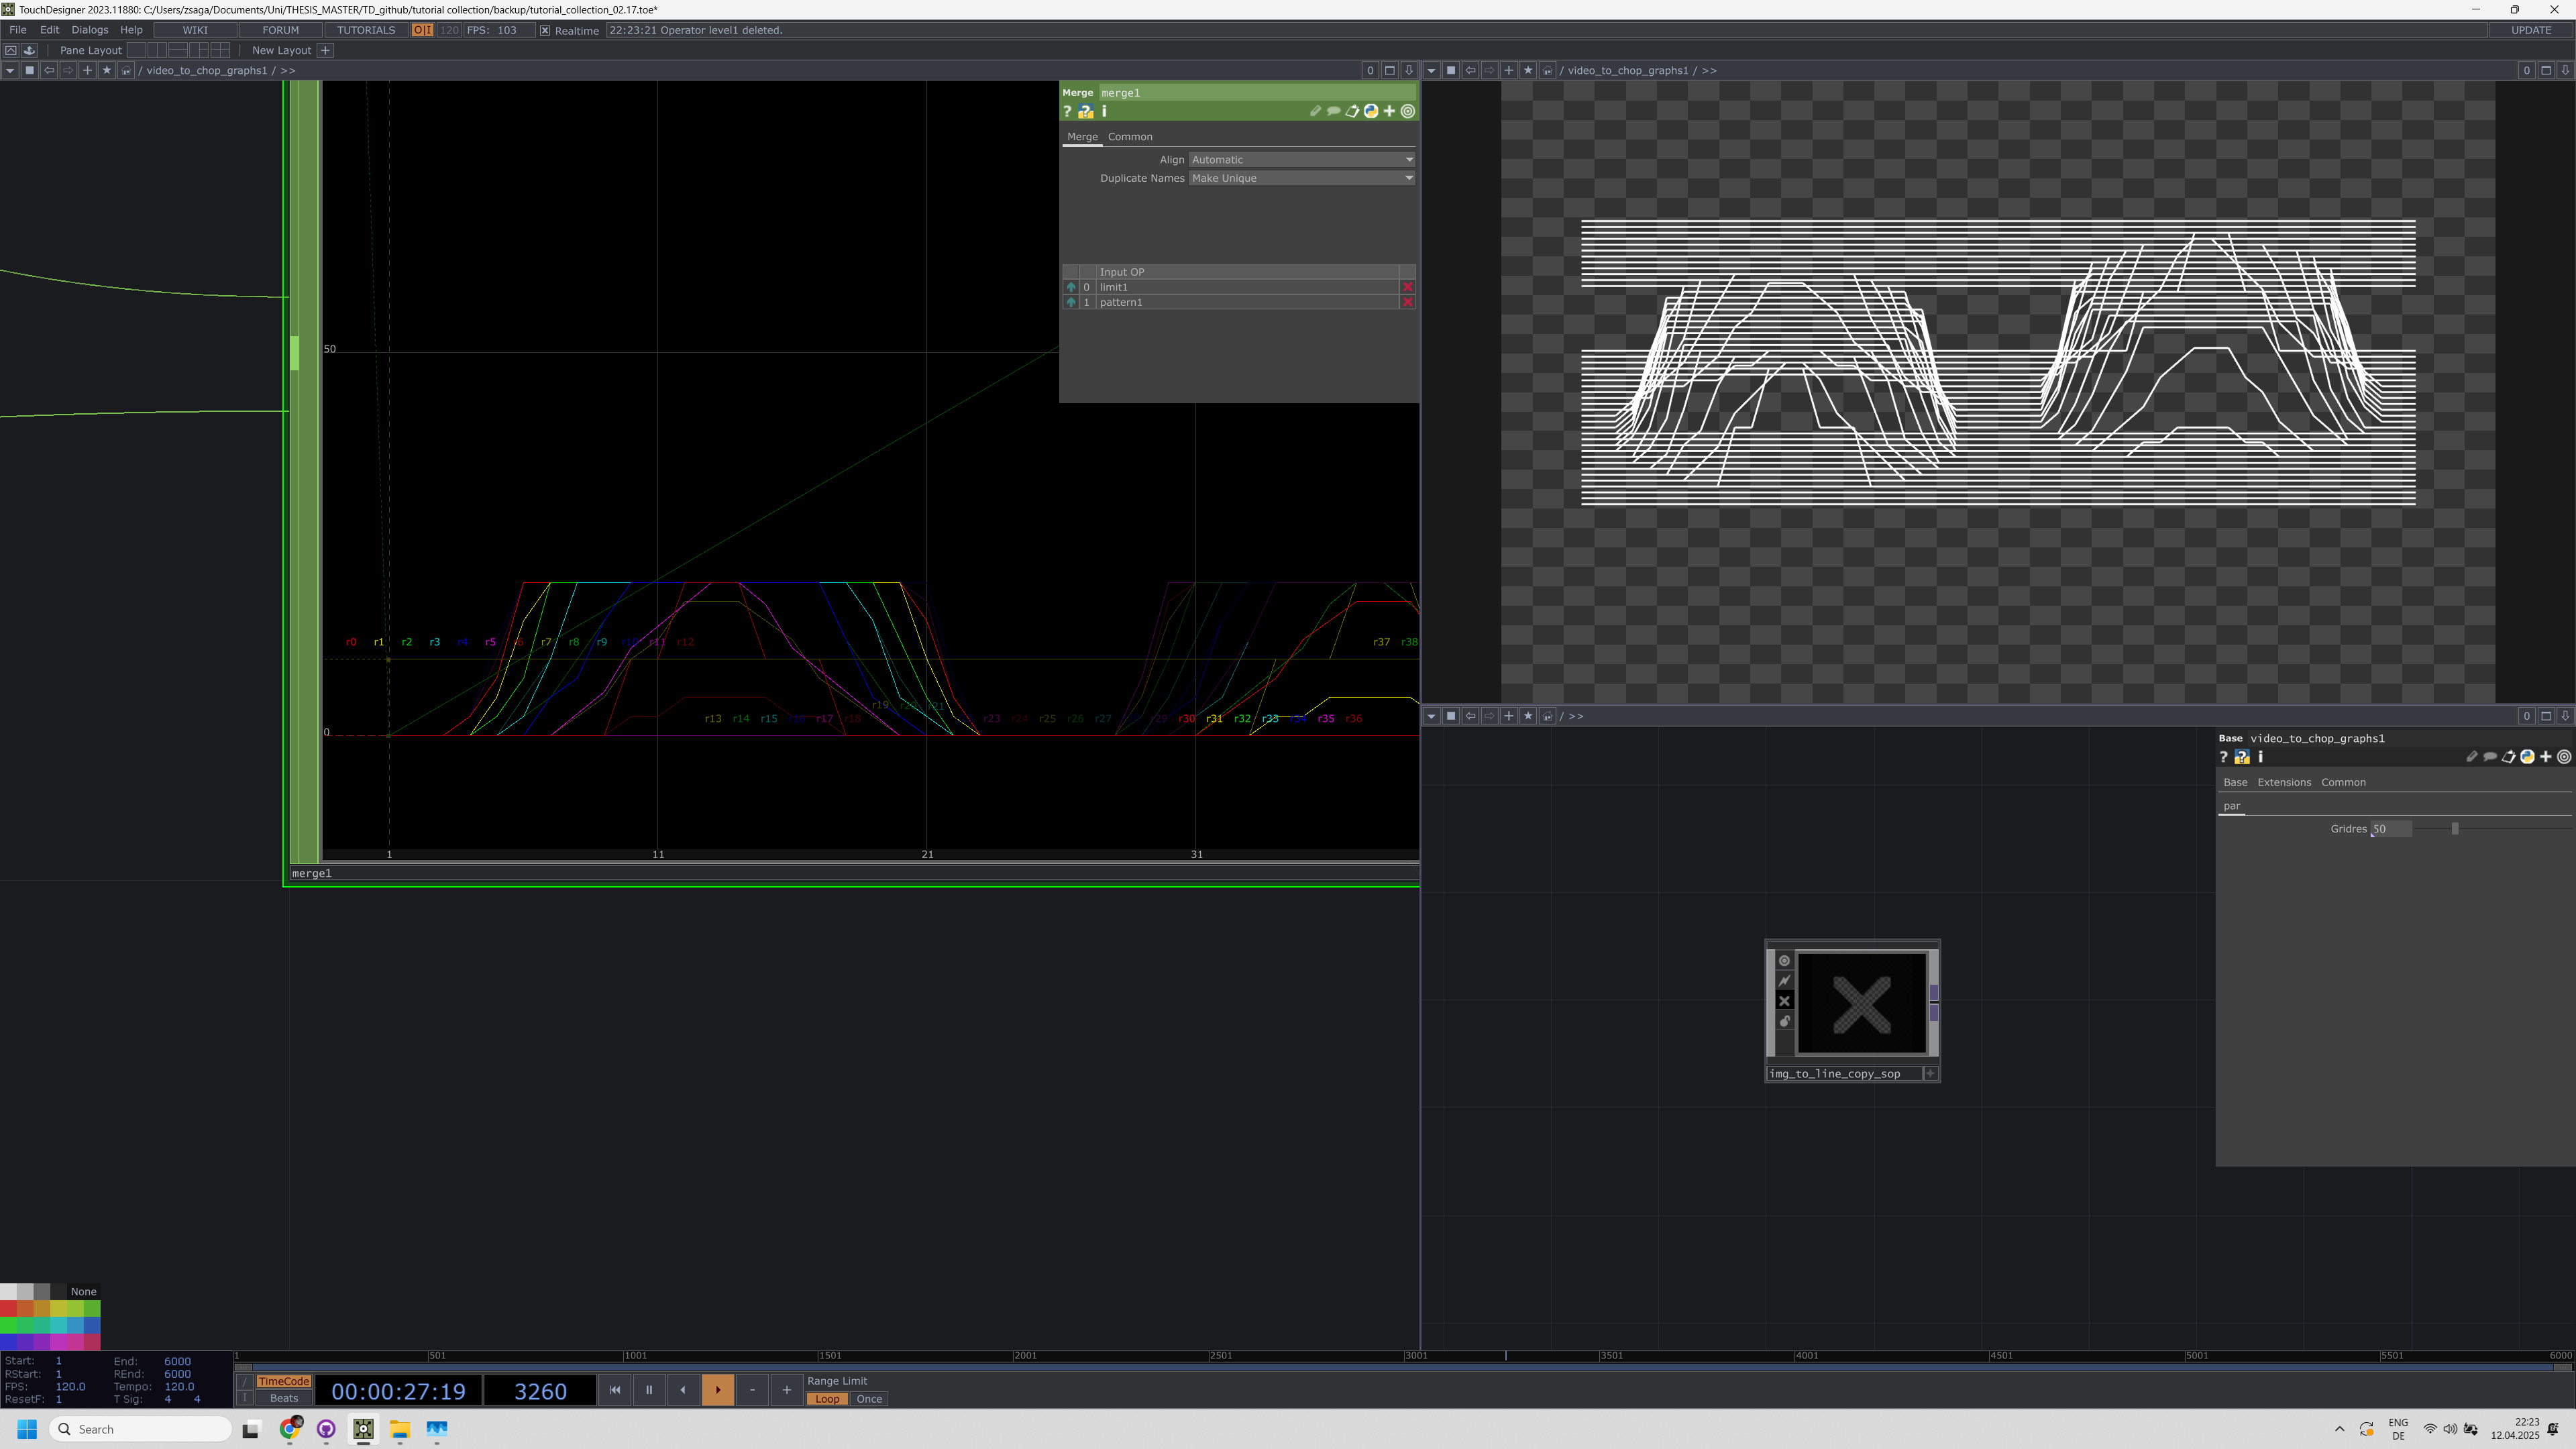 TouchDesigner 2023.11880: C:/Users/zsaga/Documents/Uni/THESIS_MASTER/TD_github/tutorial collection/backup/tutorial_collection_02.17.toe*
File Edit Dialogs Help WIKI FORUM TUTORIALS O|I 120 FPS: 103 Realtime 22:23:21 Operator level1 deleted. UPDATE
Pane Layout New Layout +
/ video_to_chop_graphs1 / >> 0
/ video_to_chop_graphs1 / >> 0
Merge merge1
Merge Common
Align Automatic
Duplicate Names Make Unique
Input OP
0 limit1
1 pattern1
50
r0 r1 r2 r3 r4 r5 r6 r7 r8 r9 r11 r12 r37 r38
r13 r14 r15 r17 r18 r19 r21 r23 r24 r25 r26 r27 r29 r30 r31 r32 r33 r35 r36
0
1 11 21 31
merge1
/ >> 0
Base video_to_chop_graphs1
Base Extensions Common
par
Gridres 50
img_to_line_copy_sop
None
Start: 1 End: 6000
RStart: 1 REnd: 6000
FPS: 120.0 Tempo: 120.0
ResetF: 1 T Sig: 4 4
1 501 1001 1501 2001 2501 3001 3501 4001 4501 5001 5501 6000
TimeCode
Beats
00:00:27:19 3260
Range Limit
Loop Once
Search
ENG
DE
22:23
12.04.2025